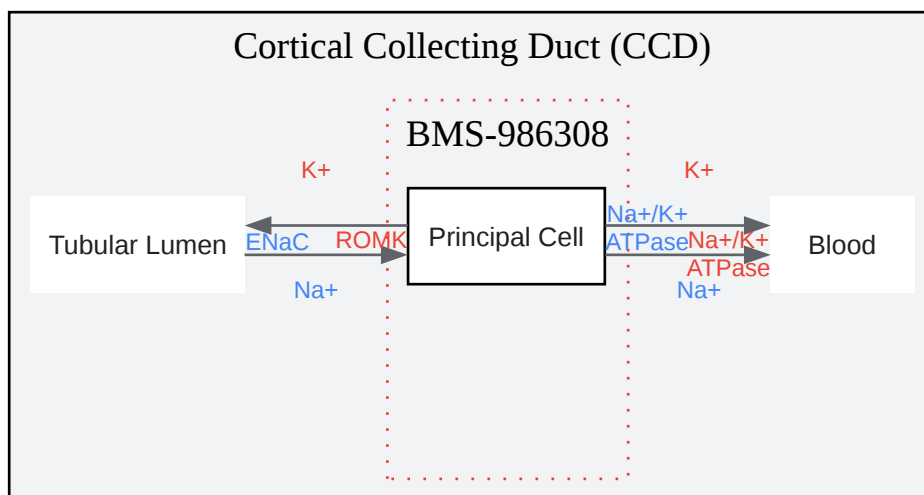 Cortical Collecting Duct (CCD)
BMS-986308
K+
K+
Tubular Lumen
ENaC
ROMK
Principal Cell
Na+/K+
ATPase
Na+/K+
ATPase
Blood
Na+
Na+